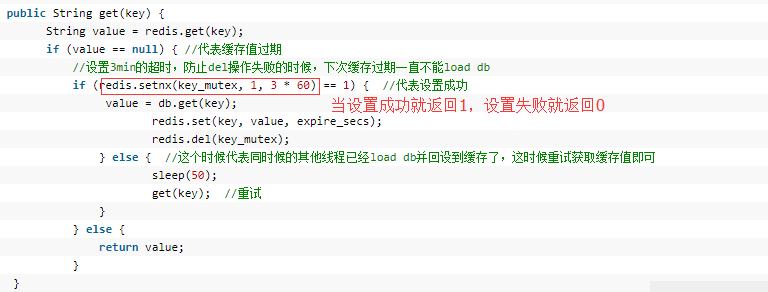 public String get(key) {
String value = redis.get(key);
if (value == null) { //代表缓存值过期
//设置3min的超时，防止del操作失败的时候，下次缓存过期一直不能load db
if (redis.setnx(key_mutex, 1, 3 * 60) == 1) {  //代表设置成功
value = db.get(key);
当设置成功就返回1，设置失败就返回0
redis.set(key, value, expire_secs);
redis.del(key_mutex);
} else {  //这个时候代表同时候的其他线程已经load db并回设到缓存了，这时候重试获取缓存值即可
sleep(50);
get(key);  //重试
}
} else {
return value;
}
}